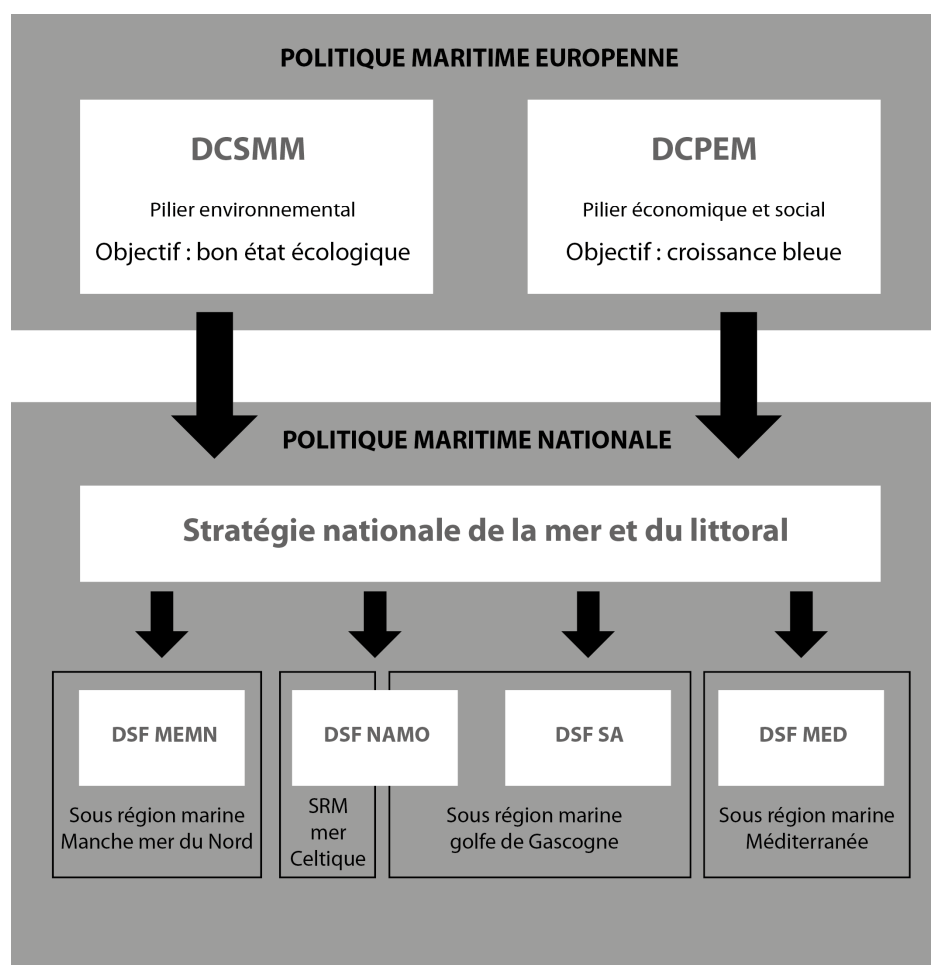 POLITIQUE MARITIME EUROPENNE
DCSMM
Pilier environnemental
Objectif : bon état écologique
DCPEM
Pilier économique et social
Objectif : croissance bleue
POLITIQUE MARITIME NATIONALE
Stratégie nationale de la mer et du littoral
DSF MEMN
DSF NAMO
DSF SA
DSF MED
Sous région marine
Manche mer du Nord
SRM
mer
Celtique
Sous région marine
golfe de Gascogne
Sous région marine
Méditerranée